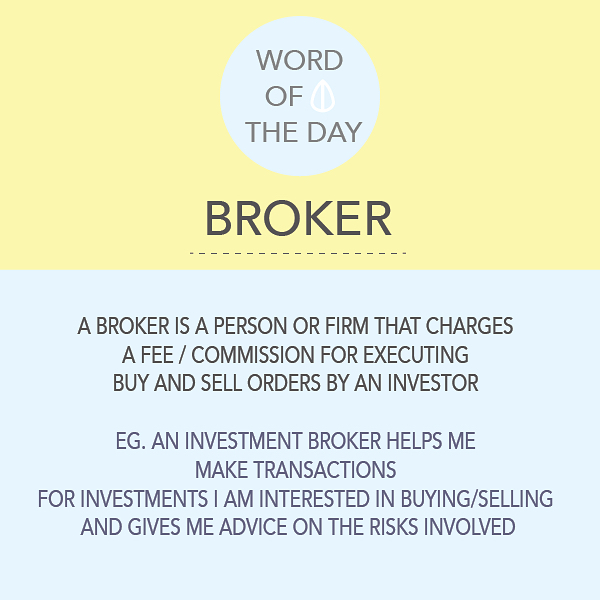 WORD
OF
THE DAY
BROKER
A BROKER IS A PERSON OR FIRM THAT CHARGES
A FEE / COMMISSION FOR EXECUTING
BUY AND SELL ORDERS BY AN INVESTOR
EG. AN INVESTMENT BROKER HELPS ME
MAKE TRANSACTIONS
FOR INVESTMENTS I AM INTERESTED IN BUYING/SELLING
AND GIVES ME ADVICE ON THE RISKS INVOLVED